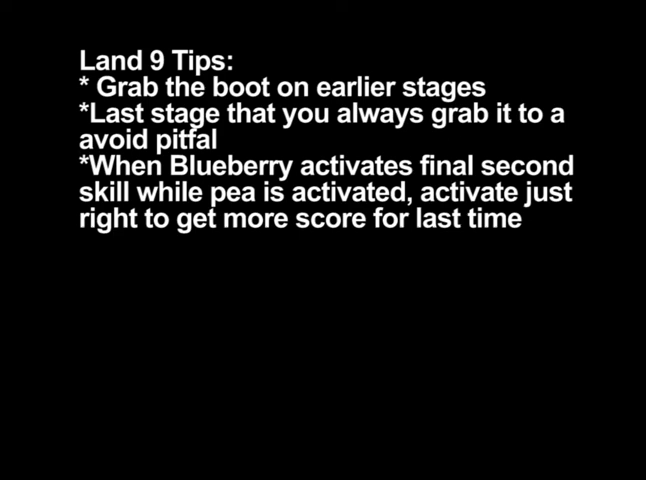 Land 9 Tips:
* Grab the boot on earlier stages
*Last stage that you always grab it to a
avoid pitfal
*When Blueberry activates final second
skill while pea is activated, activate just
right to get more score for last time